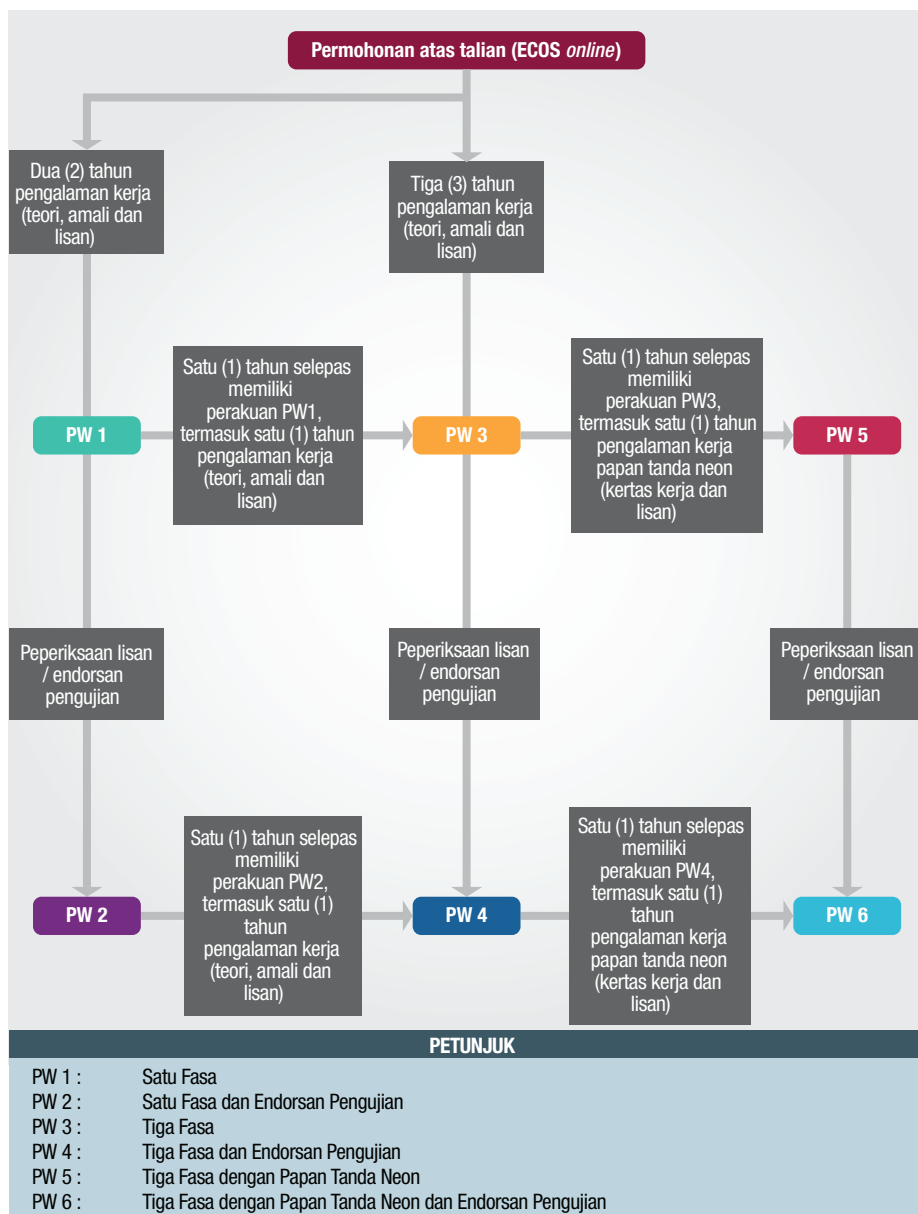 Permohonan atas talian (ECOS online)
Dua (2) tahun
pengalaman kerja
(teori, amali dan
lisan)
Tiga (3) tahun
pengalaman kerja
(teori, amali dan
lisan)
PW 1
Satu (1) tahun selepas
memiliki
perakuan PW1,
termasuk satu (1) tahun
pengalaman kerja
(teori, amali dan
lisan)
PW 3
Satu (1) tahun selepas
memiliki
perakuan PW3,
termasuk satu (1) tahun
pengalaman kerja
papan tanda neon
(kertas kerja dan
lisan)
PW 5
Peperiksaan lisan
/ endorsan
pengujian
Peperiksaan lisan
/ endorsan
pengujian
Peperiksaan lisan
/ endorsan
pengujian
PW 2
Satu (1) tahun selepas
memiliki
perakuan PW2,
termasuk satu (1)
tahun
pengalaman kerja
(teori, amali dan
lisan)
PW 4
Satu (1) tahun selepas
memiliki
perakuan PW4,
termasuk satu (1)
tahun
pengalaman kerja
papan tanda neon
(kertas kerja dan
lisan)
PW 6
PETUNJUK
PW 1 : Satu Fasa
PW 2 : Satu Fasa dan Endorsan Pengujian
PW 3 : Tiga Fasa
PW 4 : Tiga Fasa dan Endorsan Pengujian
PW 5 : Tiga Fasa dengan Papan Tanda Neon
PW 6 : Tiga Fasa dengan Papan Tanda Neon dan Endorsan Pengujian